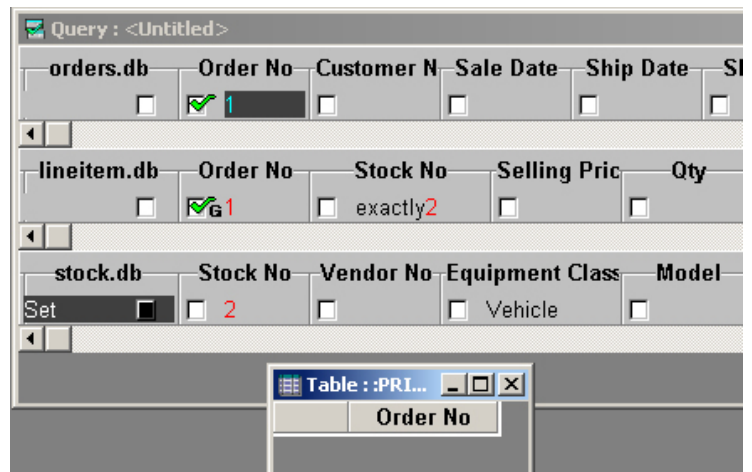 Query : <Untitled>
orders.db Order No Customer N Sale Date Ship Date
1
lineitem.db Order No Stock No Selling Pric Qty
G1 exactly2
stock.db Stock No Vendor No Equipment Class Model
Set 2 Vehicle
Table : :PRI...
Order No